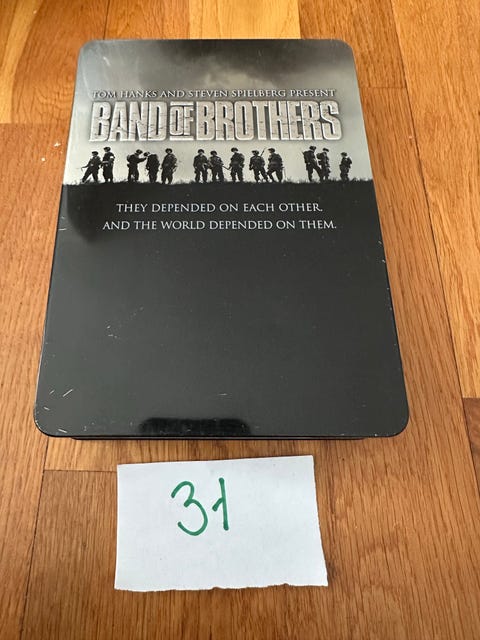 TOM HANKS AND STEVEN SPIELBERG PRESENT
BAND OF BROTHERS
THEY DEPENDED ON EACH OTHER.
AND THE WORLD DEPENDED ON THEM.
31